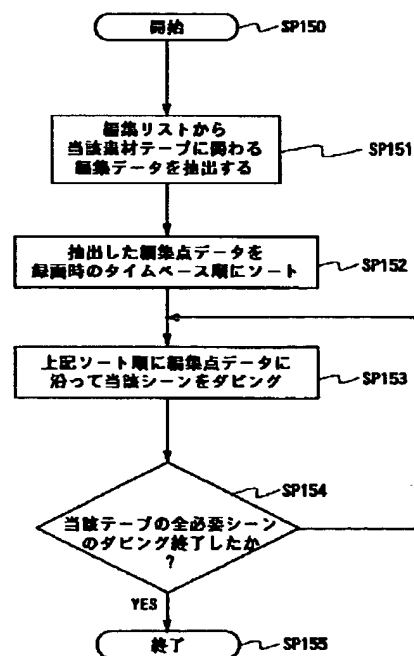 開始
SP150
編集リストから
当該素材テープに関わる
編集データを抽出する
SP151
抽出した編集点データを
録画時のタイムベース順にソート
SP152
上記ソート順に編集点データに
沿って当該シーンをダビング
SP153
SP154
当該テープの全必要シーン
のダビング終了したか
?
YES
終了
SP155